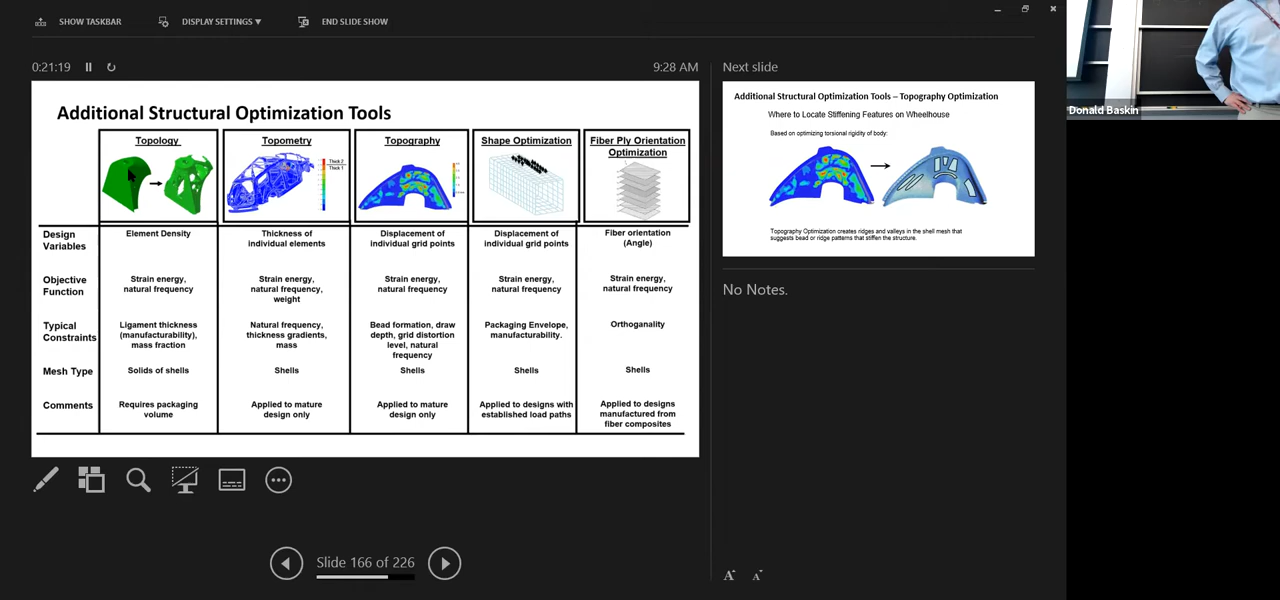 SHOW TASKBAR
DISPLAY SETTINGS ▼
END SLIDE SHOW
0:21:19
9:28 AM
Additional Structural Optimization Tools
Topology
Topometry
Topography
Shape Optimization
Fiber Ply Orientation
Optimization
Thick 2
Thick 1
Design
Variables
Element Density
Thickness of
individual elements
Displacement of
individual grid points
Displacement of
individual grid points
Fiber orientation
(Angle)
Objective
Function
Strain energy,
natural frequency
Strain energy,
natural frequency,
weight
Strain energy,
natural frequency
Strain energy,
natural frequency
Strain energy,
natural frequency
Typical
Constraints
Ligament thickness
(manufacturability),
mass fraction
Natural frequency,
thickness gradients,
mass
Bead formation, draw
depth, grid distortion
level, natural
frequency
Packaging Envelope,
manufacturability.
Orthoganality
Mesh Type
Solids of shells
Shells
Shells
Shells
Shells
Comments
Requires packaging
volume
Applied to mature
design only
Applied to mature
design only
Applied to designs with
established load paths
Applied to designs
manufactured from
fiber composites
Slide 166 of 226
Next slide
Additional Structural Optimization Tools – Topography Optimization
Where to Locate Stiffening Features on Wheelhouse
Based on optimizing torsional rigidity of body:
Topography Optimization creates ridges and valleys in the shell mesh that
suggests bead or ridge patterns that stiffen the structure.
No Notes.
A A
Donald Baskin